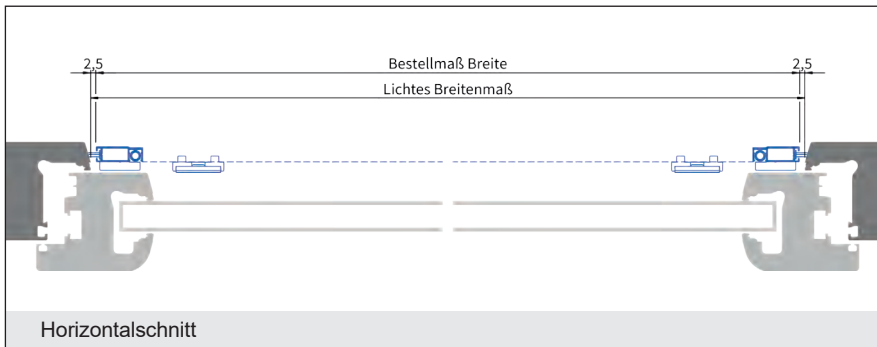 2,5 Bestellmaß Breite 2,5
Lichtes Breitenmaß
Horizontalschnitt